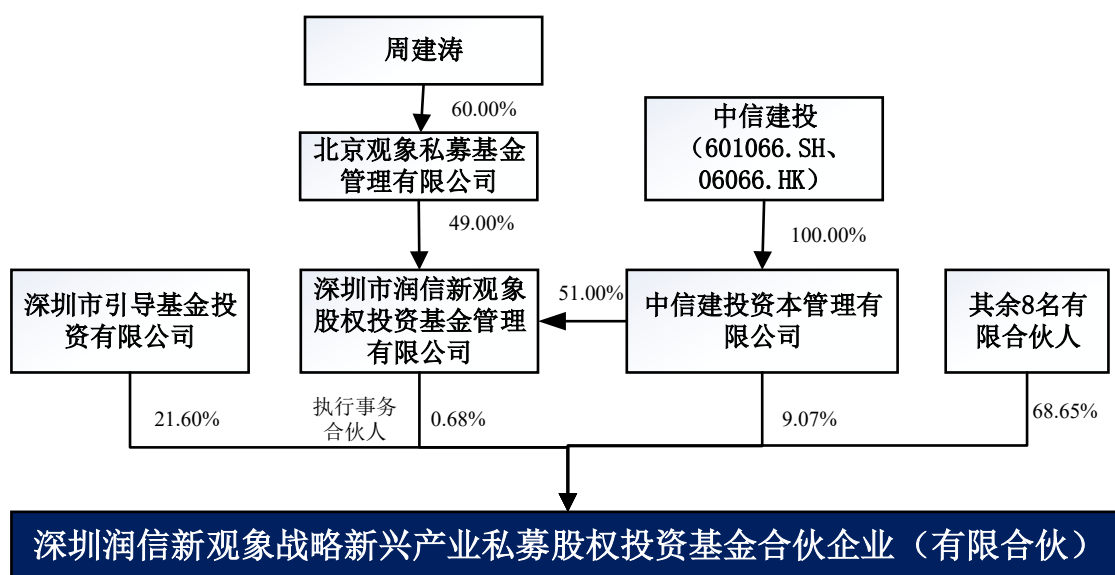 周建涛
60.00%
北京观象私募基金
管理有限公司
中信建投
（601066.SH、
06066.HK）
49.00%
100.00%
深圳市引导基金投
资有限公司
深圳市润信新观象
股权投资基金管理
有限公司
51.00%
中信建投资本管理有
限公司
其余8名有
限合伙人
21.60%
执行事务
合伙人
0.68%
9.07%
68.65%
深圳润信新观象战略新兴产业私募股权投资基金合伙企业（有限合伙）